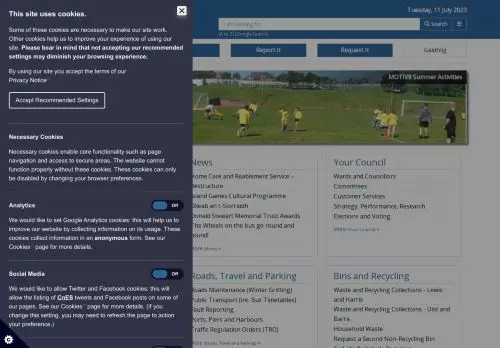 This site uses cookies.
Some of these cookies are necessary to make our site work.
Other cookies help us to improve your experience of using our
site. Please bear in mind that not accepting our recommended
settings may diminish your browsing experience.
By using our site you accept the terms of our
Privacy Notice
Accept Recommended Settings
Necessary Cookies
Necessary cookies enable core functionality such as page
navigation and access to secure areas. The website cannot
function properly without these cookies. These cookies can only
be disabled by changing your browser preferences.
Analytics
Off
We would like to set Google Analytics cookies: this will help us to
improve our website by collecting information on its usage. These
cookies collect information in an anonymous form. See our
Cookies page for more details.
Social Media
Off
We would like to allow Twitter and Facebook cookies: this will
allow the listing of CnES tweets and Facebook posts on some of
our pages. See our Cookies page for more details. (If you
change this setting, you may need to refresh the page to
action your preference.)
Tuesday, 11 July 2023
I am looking for
Search
(A to Z) (Google Search)
Report It
Request It
Gàidhlig
MOTIV8 Summer Activities
News
Home Care and Reablement Service –
Restructure
Island Games Cultural Programme
Oileab an t-Siorraidh
Donald Stewart Memorial Trust Awards
The Wheels on the bus go round and
round!
More
Your Council
Wards and Councillors
Committees
Customer Services
Strategy, Performance, Research
Elections and Voting
More
Roads, Travel and Parking
Roads Maintenance (Winter Gritting)
Public Transport (inc. Bus Timetables)
Fault Reporting
Ports, Piers and Harbours
Traffic Regulation Orders (TRO)
More Roads, Travel and Parking
Bins and Recycling
Waste and Recycling Collections -
Lewis and
Harris
Waste and Recycling Collections - Uist and
Barra
Household Waste
Request a Second Non-Recycling Bin